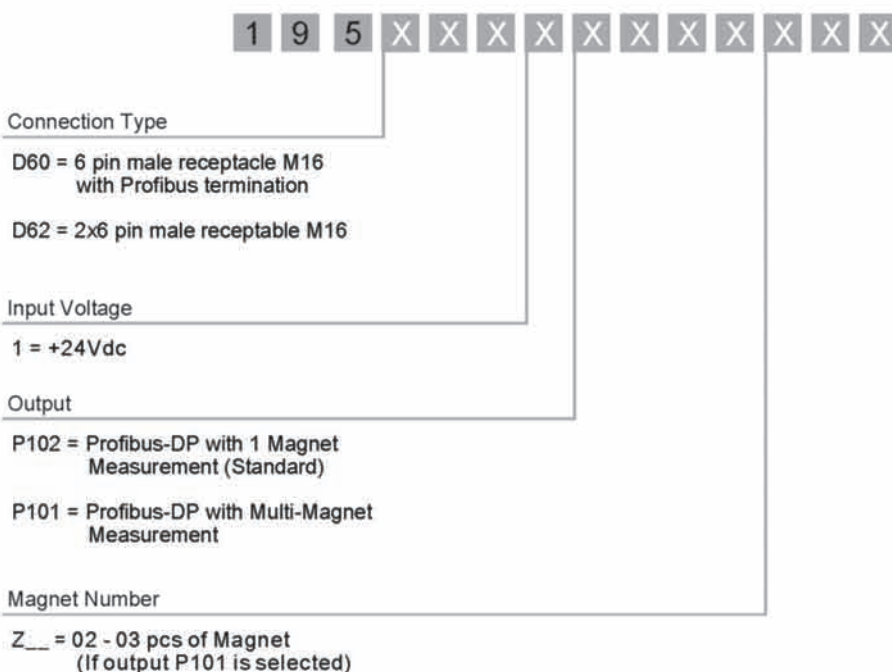 1 9 5 X X X X X X X X X X X
Connection Type
D60 = 6 pin male receptacle M16
with Profibus termination
D62 = 2x6 pin male receptable M16
Input Voltage
1 = +24Vdc
Output
P102 = Profibus-DP with 1 Magnet
Measurement (Standard)
P101 = Profibus-DP with Multi-Magnet
Measurement
Magnet Number
Z__ = 02 - 03 pcs of Magnet
(If output P101 is selected)